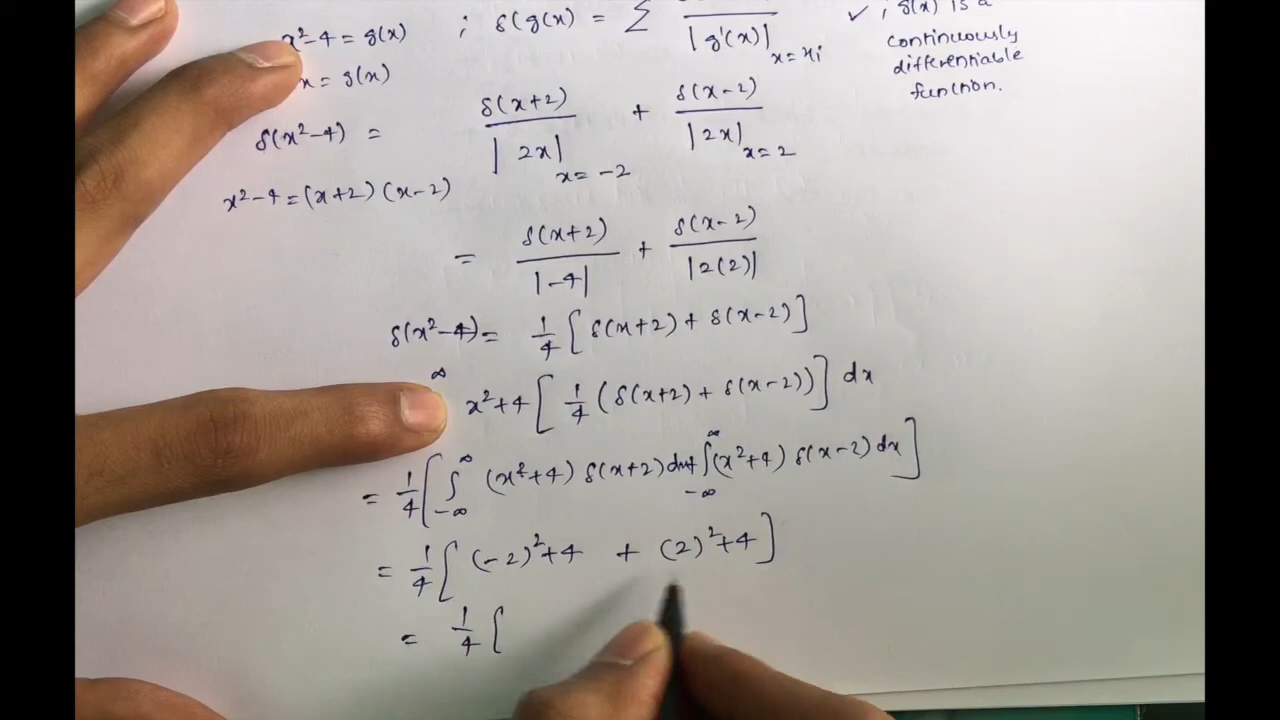 x²-4 = g(x) ; δ(g(x) = Σ / |g'(x)| x=xi ✓ ; g(x) is a
continuously
differentiable
function.
x = g(x)
δ(x²-4) = δ(x+2) / |2x| x=-2 + δ(x-2) / |2x| x=2
x²-4 = (x+2)(x-2)
= δ(x+2) / |-4| + δ(x-2) / |2(2)|
δ(x²-4) = 1/4 [δ(x+2) + δ(x-2)]
∞ x²+4 [1/4 (δ(x+2) + δ(x-2))] dx
= 1/4 [∫_{-∞}^{∞} (x²+4) δ(x+2) dx + ∫_{-∞}^{∞} (x²+4) δ(x-2) dx]
= 1/4 [(-2)²+4 + (2)²+4]
= 1/4 [